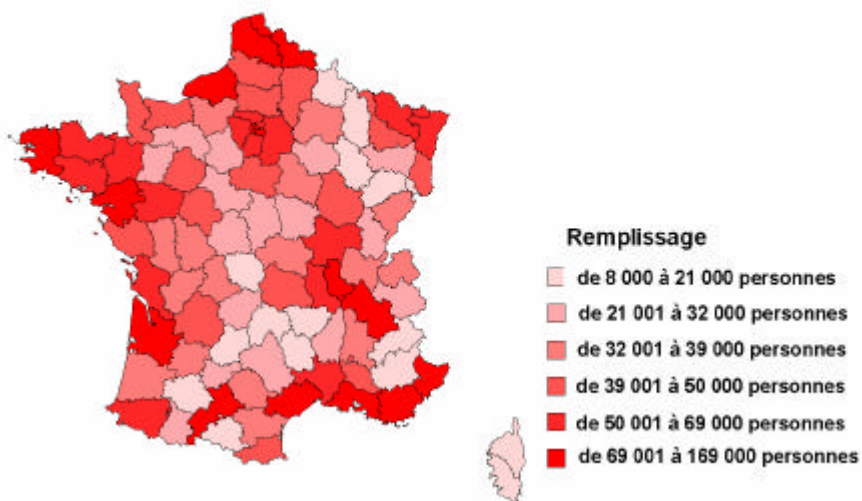 Remplissage
de 8 000 à 21 000 personnes
de 21 001 à 32 000 personnes
de 32 001 à 39 000 personnes
de 39 001 à 50 000 personnes
de 50 001 à 69 000 personnes
de 69 001 à 169 000 personnes